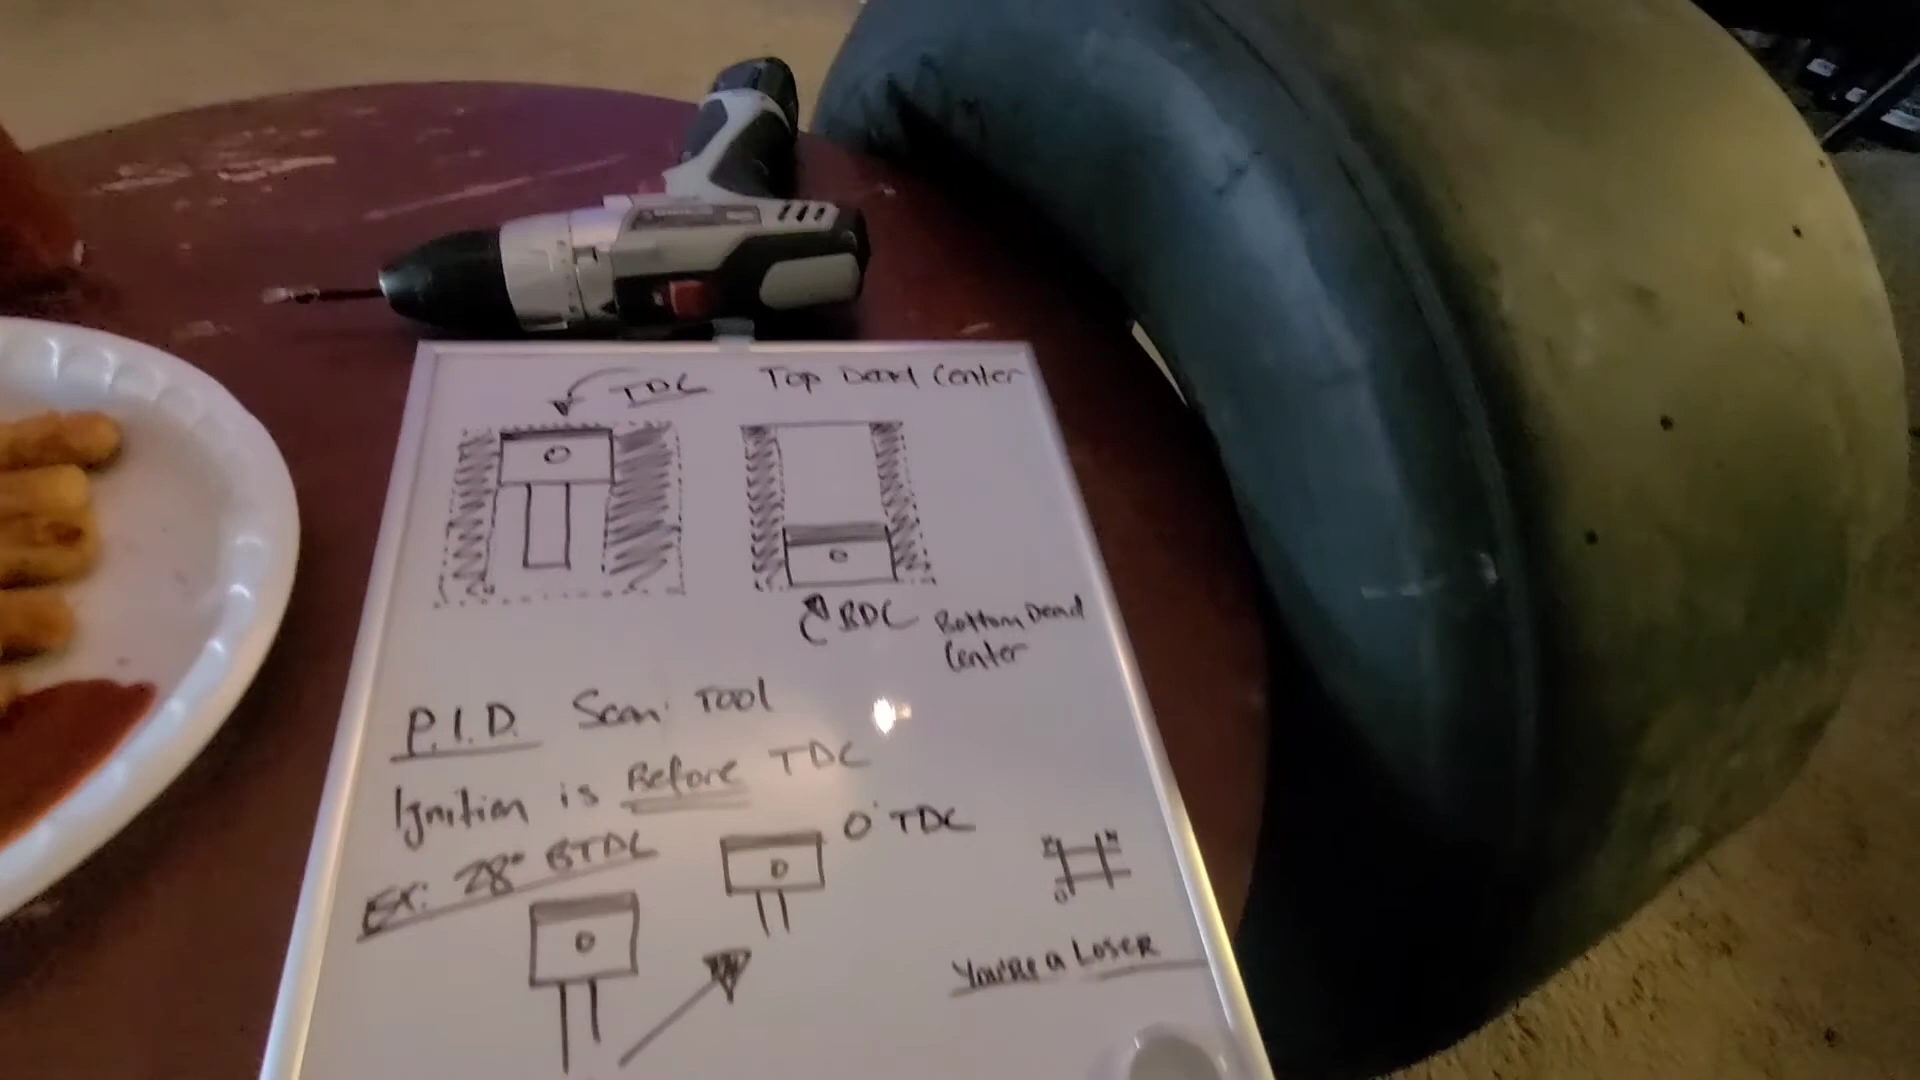 TDC Top Dead Center
BDC Bottom Dead
Center
P.I.D. Scan Tool
Ignition is Before TDC
Ex: 28° BTDC
0° TDC
X X
O
You're a Loser